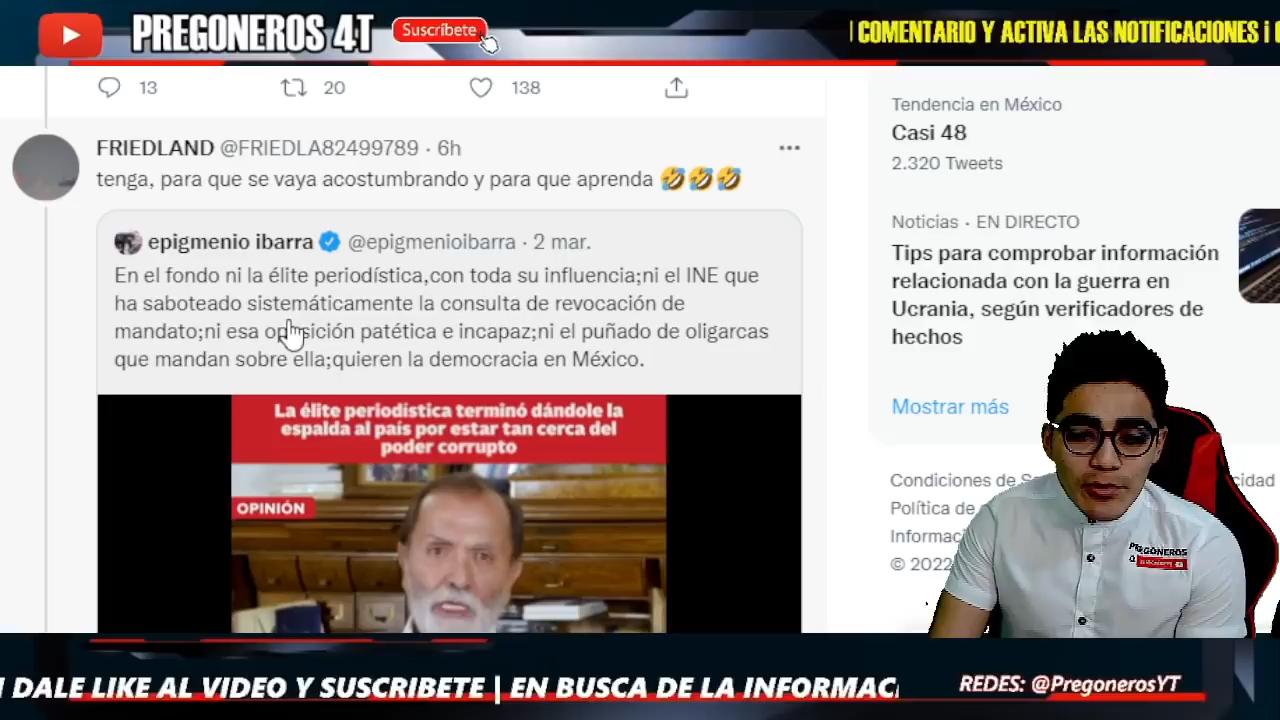 PREGONEROS 4T
Suscríbete
COMENTARIO Y ACTIVA LAS NOTIFICACIONES ¡
13 20 138
FRIEDLAND @FRIEDLA82499789 · 6h
tenga, para que se vaya acostumbrando y para que aprenda 🤣🤣🤣
epigmenio ibarra @epigmenioibarra · 2 mar.
En el fondo ni la élite periodística,con toda su influencia;ni el INE que
ha saboteado sistemáticamente la consulta de revocación de
mandato;ni esa oposición patética e incapaz;ni el puñado de oligarcas
que mandan sobre ella;quieren la democracia en México.
La élite periodística terminó dándole la
espalda al país por estar tan cerca del
poder corrupto
OPINIÓN
Tendencia en México
Casi 48
2.320 Tweets
Noticias · EN DIRECTO
Tips para comprobar información
relacionada con la guerra en
Ucrania, según verificadores de
hechos
Mostrar más
Condiciones de
Política de
© 2022
PREGONEROS
DALE LIKE AL VIDEO Y SUSCRIBETE | EN BUSCA DE LA INFORMAC
REDES: @PregonerosYT